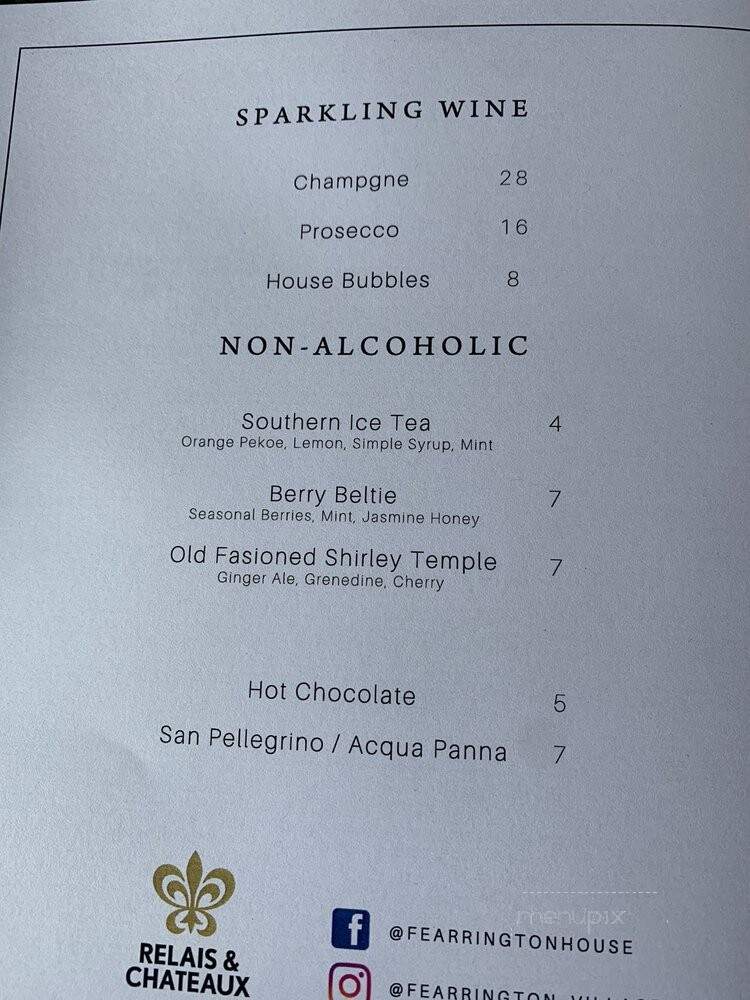 SPARKLING WINE
Champgne 28
Prosecco 16
House Bubbles 8
NON-ALCOHOLIC
Southern Ice Tea 4
Orange Pekoe, Lemon, Simple Syrup, Mint
Berry Beltie 7
Seasonal Berries, Mint, Jasmine Honey
Old Fasioned Shirley Temple 7
Ginger Ale, Grenedine, Cherry
Hot Chocolate 5
San Pellegrino / Acqua Panna 7
menupix
RELAIS &
CHATEAUX
@FEARRINGTONHOUSE
@FEARRINGTON_VILLA